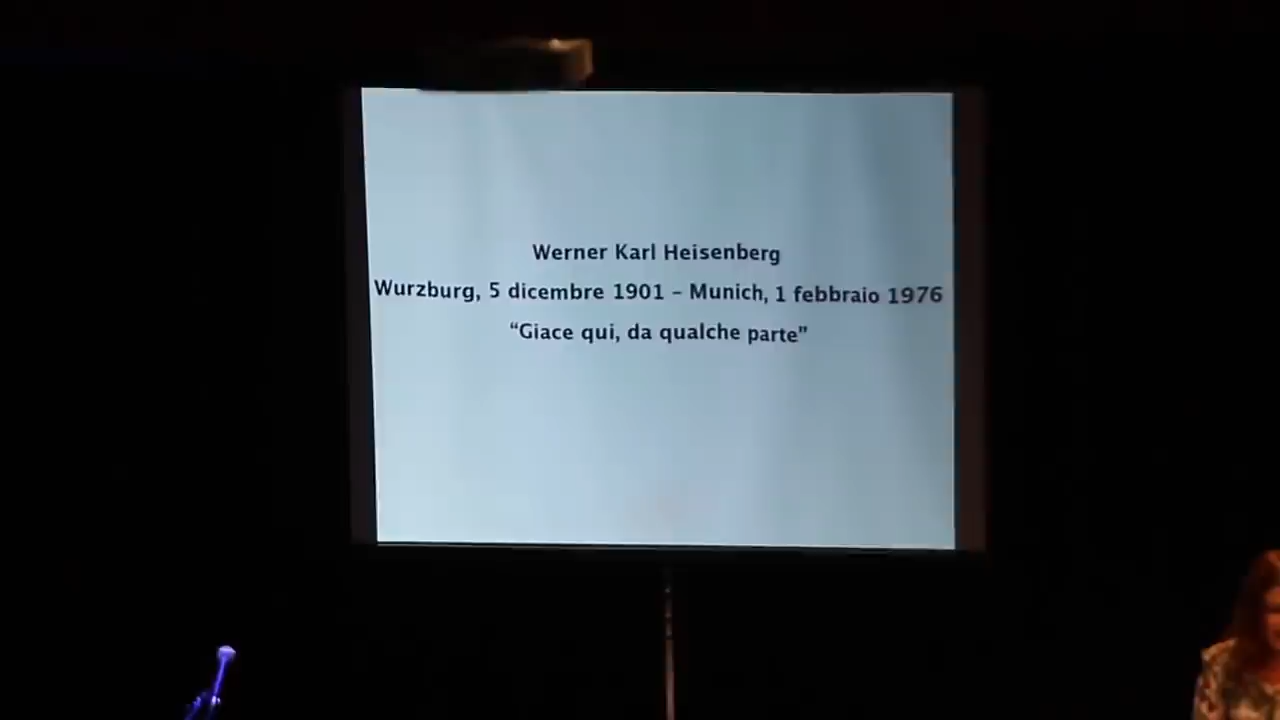 Werner Karl Heisenberg
Wurzburg, 5 dicembre 1901 – Munich, 1 febbraio 1976
“Giace qui, da qualche parte”